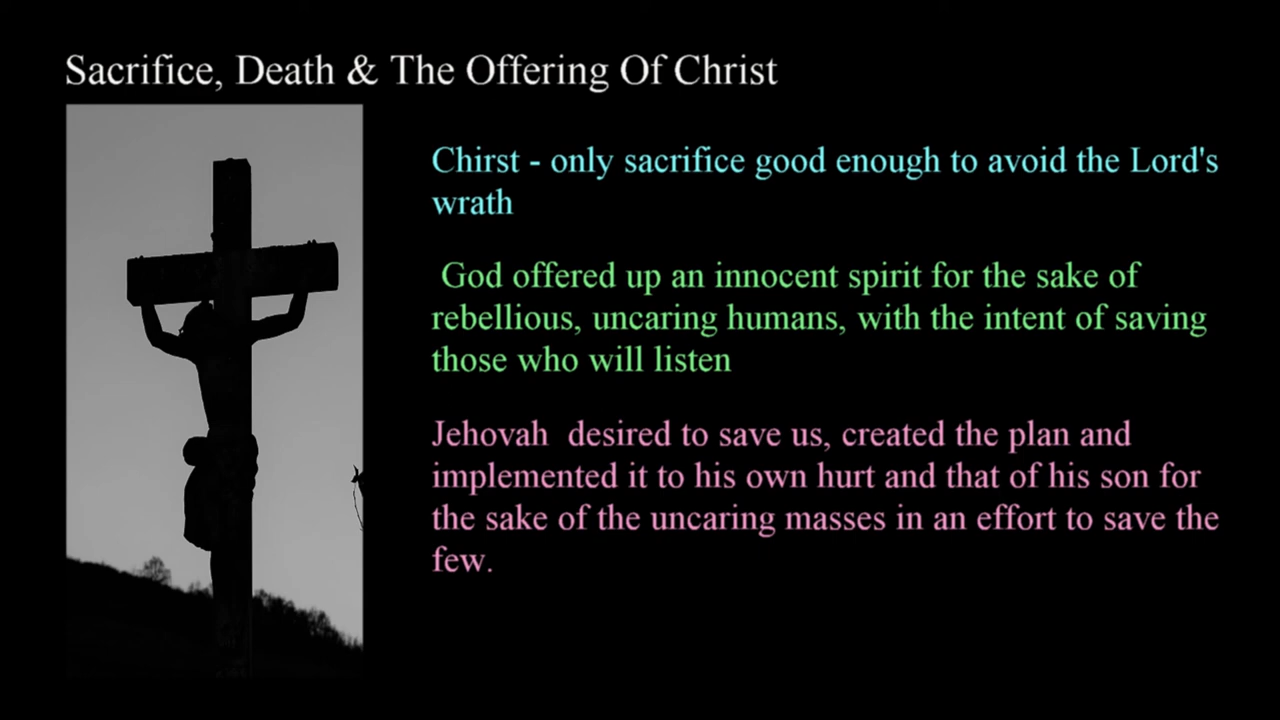 Sacrifice, Death & The Offering Of Christ
Chirst - only sacrifice good enough to avoid the Lord's
wrath
God offered up an innocent spirit for the sake of
rebellious, uncaring humans, with the intent of saving
those who will listen
Jehovah desired to save us, created the plan and
implemented it to his own hurt and that of his son for
the sake of the uncaring masses in an effort to save the
few.